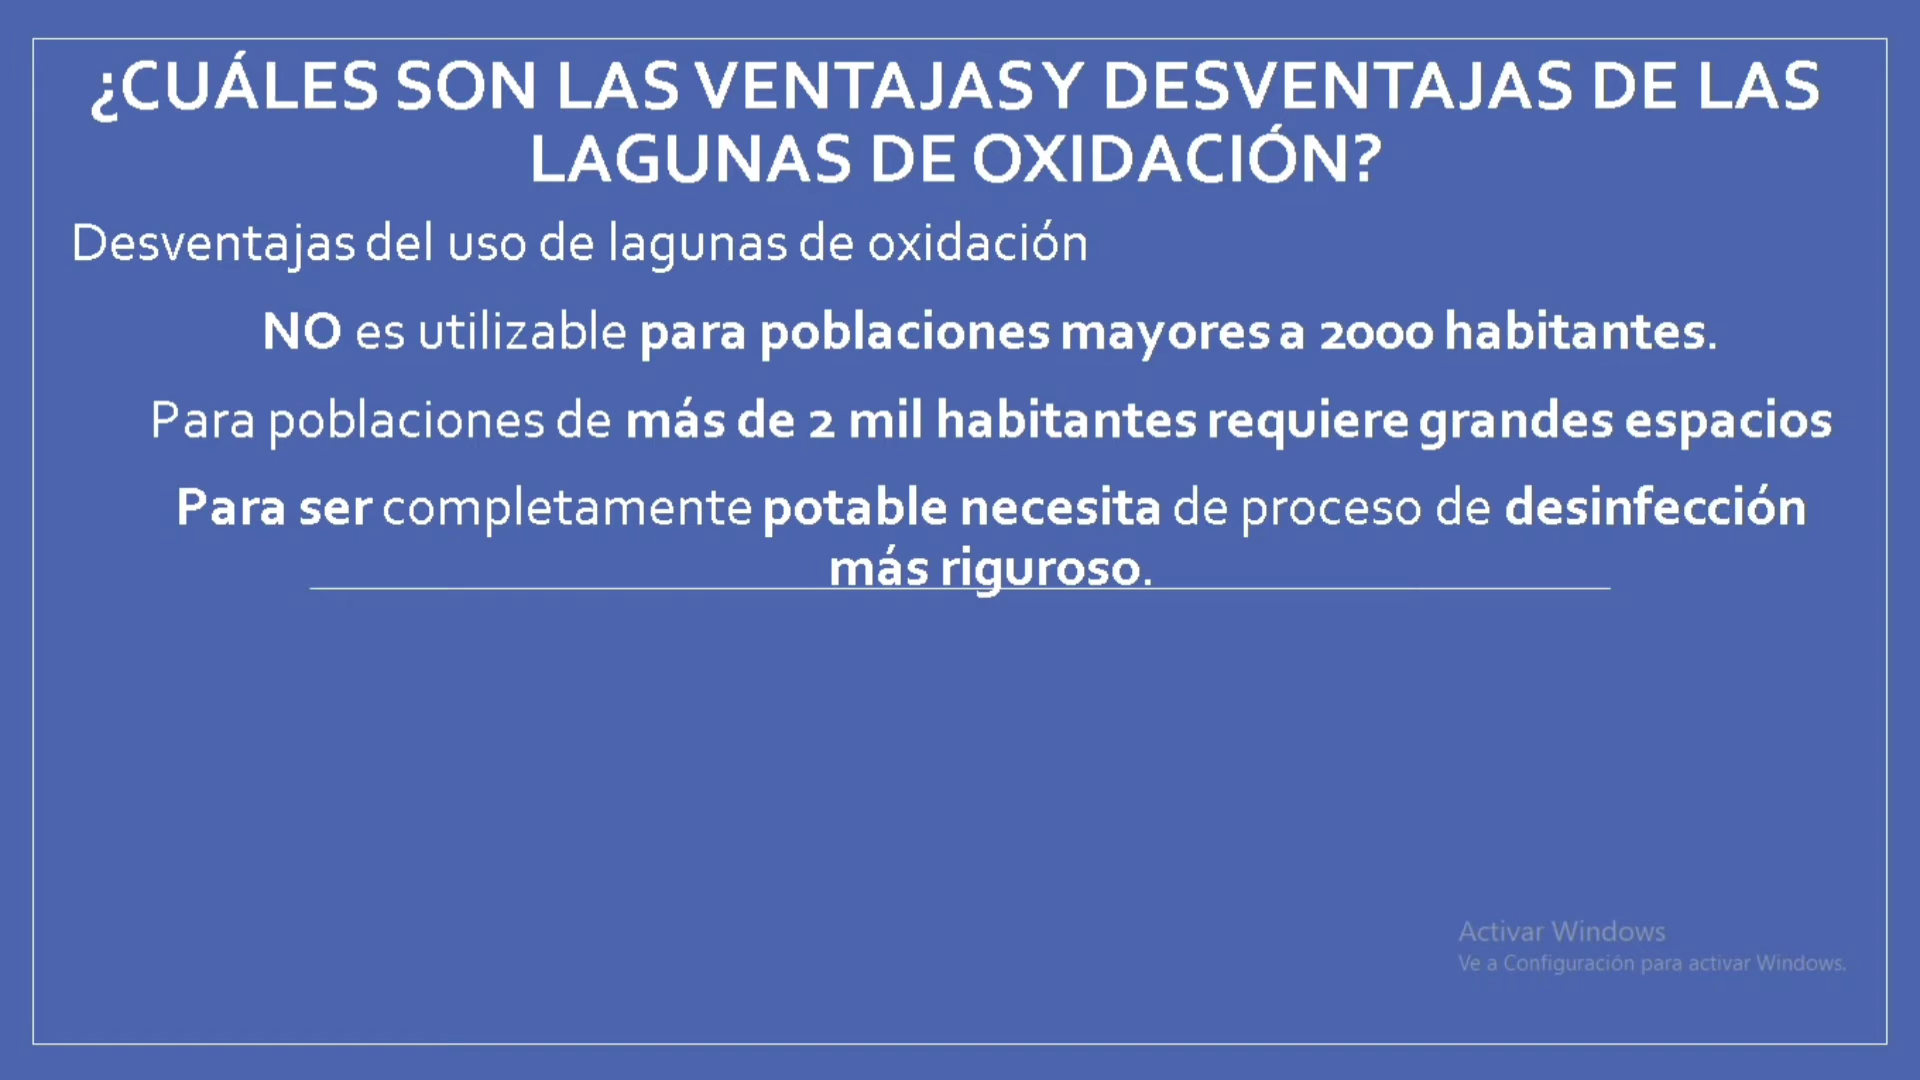 ¿CUÁLES SON LAS VENTAJAS Y DESVENTAJAS DE LAS
LAGUNAS DE OXIDACIÓN?
Desventajas del uso de lagunas de oxidación
NO es utilizable para poblaciones mayores a 2000 habitantes.
Para poblaciones de más de 2 mil habitantes requiere grandes espacios
Para ser completamente potable necesita de proceso de desinfección
más riguroso.
Activar Windows
Ve a Configuración para activar Windows.